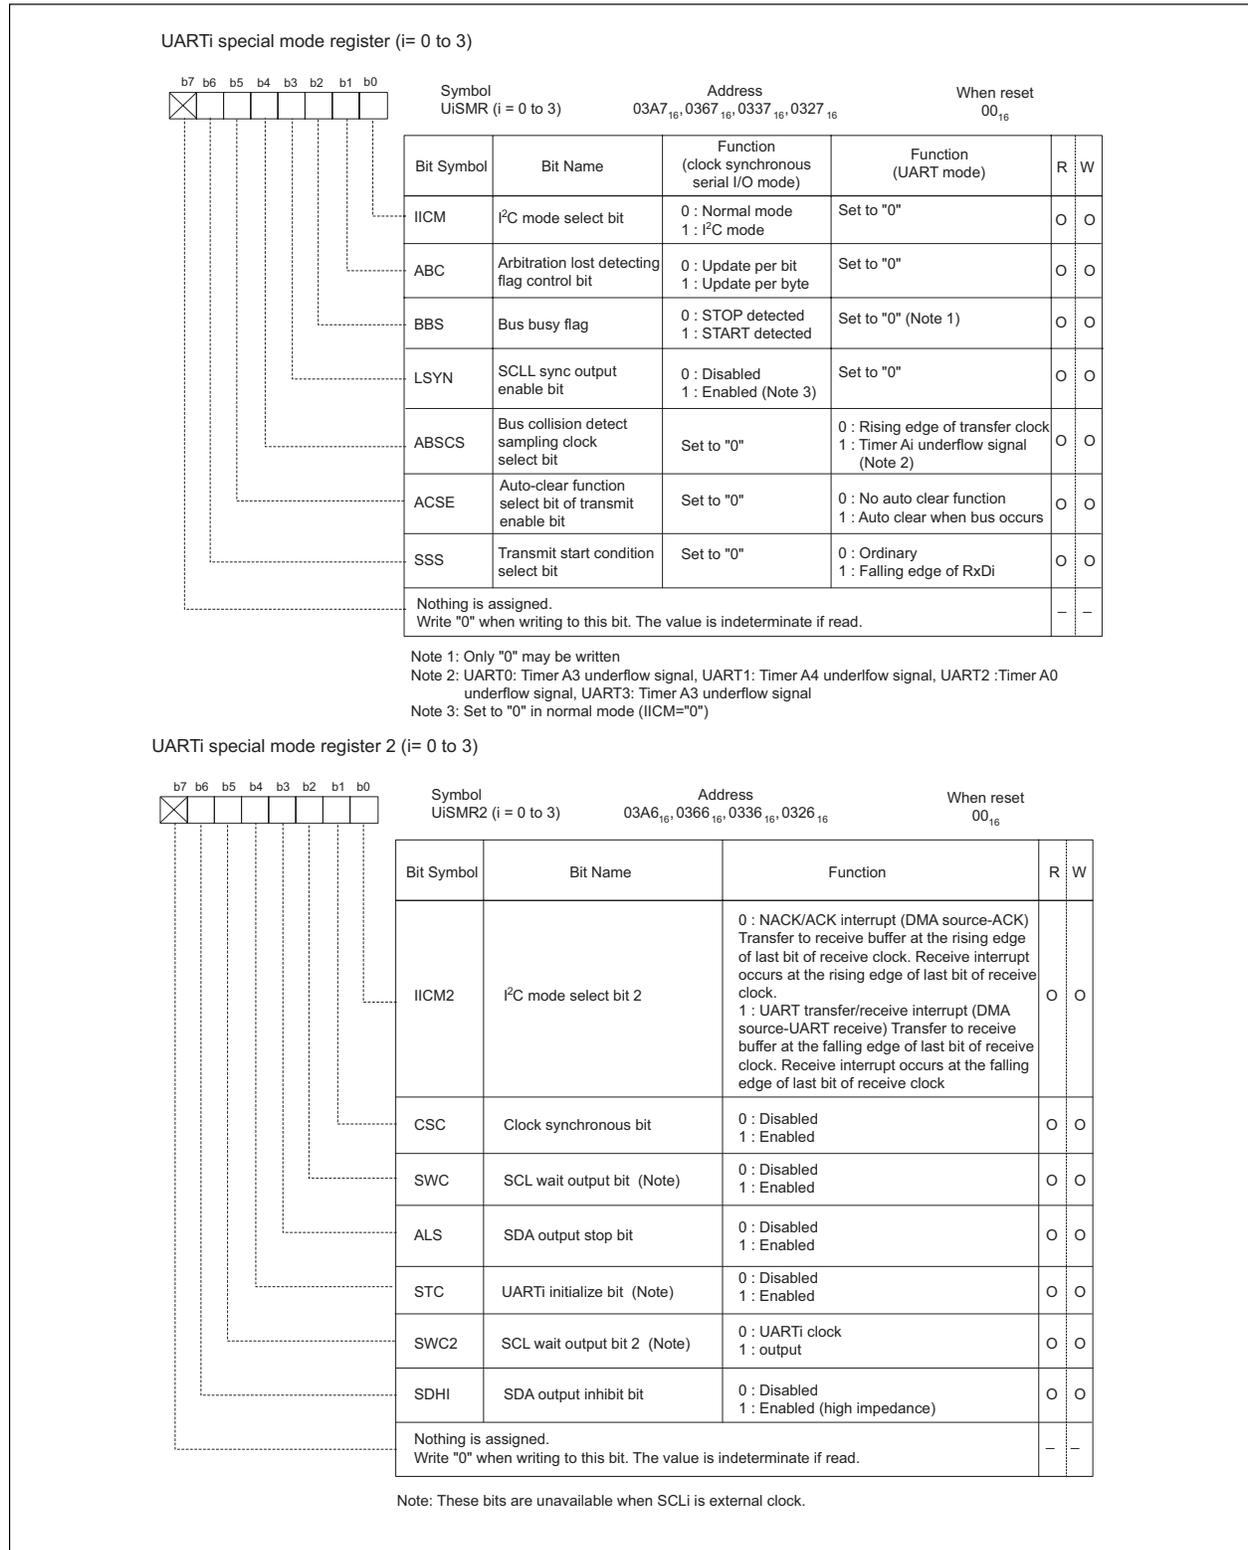 UARTi special mode register (i= 0 to 3)
b7 b6 b5 b4 b3 b2 b1 b0
Symbol Address When reset
UiSMR (i = 0 to 3) 03A7₁₆, 0367₁₆, 0337₁₆, 0327₁₆ 00₁₆
Bit Symbol Bit Name Function (clock synchronous serial I/O mode) Function (UART mode) R W
IICM I²C mode select bit 0 : Normal mode Set to "0" O O
1 : I²C mode
ABC Arbitration lost detecting 0 : Update per bit Set to "0" O O
flag control bit 1 : Update per byte
BBS Bus busy flag 0 : STOP detected Set to "0" (Note 1) O O
1 : START detected
LSYN SCLL sync output 0 : Disabled Set to "0" O O
enable bit 1 : Enabled (Note 3)
ABSCS Bus collision detect Set to "0" 0 : Rising edge of transfer clock O O
sampling clock 1 : Timer Ai underflow signal
select bit (Note 2)
ACSE Auto-clear function Set to "0" 0 : No auto clear function O O
select bit of transmit 1 : Auto clear when bus occurs
enable bit
SSS Transmit start condition Set to "0" 0 : Ordinary O O
select bit 1 : Falling edge of RxDi
Nothing is assigned. – –
Write "0" when writing to this bit. The value is indeterminate if read.
Note 1: Only "0" may be written
Note 2: UART0: Timer A3 underflow signal, UART1: Timer A4 underlfow signal, UART2 :Timer A0
underflow signal, UART3: Timer A3 underflow signal
Note 3: Set to "0" in normal mode (IICM="0")
UARTi special mode register 2 (i= 0 to 3)
b7 b6 b5 b4 b3 b2 b1 b0
Symbol Address When reset
UiSMR2 (i = 0 to 3) 03A6₁₆, 0366₁₆, 0336₁₆, 0326₁₆ 00₁₆
Bit Symbol Bit Name Function R W
IICM2 I²C mode select bit 2 0 : NACK/ACK interrupt (DMA source-ACK) O O
Transfer to receive buffer at the rising edge
of last bit of receive clock. Receive interrupt
occurs at the rising edge of last bit of receive
clock.
1 : UART transfer/receive interrupt (DMA
source-UART receive) Transfer to receive
buffer at the falling edge of last bit of receive
clock. Receive interrupt occurs at the falling
edge of last bit of receive clock
CSC Clock synchronous bit 0 : Disabled O O
1 : Enabled
SWC SCL wait output bit (Note) 0 : Disabled O O
1 : Enabled
ALS SDA output stop bit 0 : Disabled O O
1 : Enabled
STC UARTi initialize bit (Note) 0 : Disabled O O
1 : Enabled
SWC2 SCL wait output bit 2 (Note) 0 : UARTi clock O O
1 : output
SDHI SDA output inhibit bit 0 : Disabled O O
1 : Enabled (high impedance)
Nothing is assigned. – –
Write "0" when writing to this bit. The value is indeterminate if read.
Note: These bits are unavailable when SCLi is external clock.